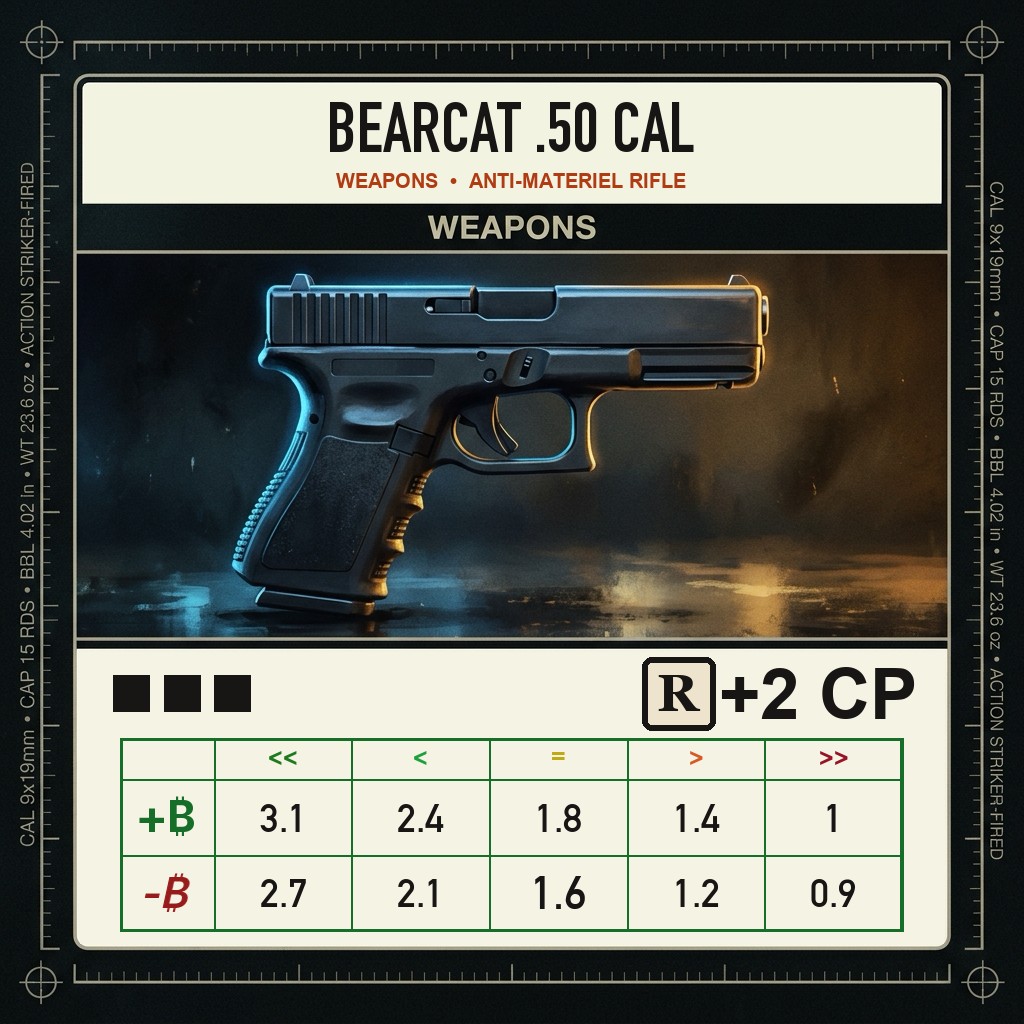 BEARCAT .50 CAL
WEAPONS • ANTI-MATERIEL RIFLE
WEAPONS
CAL 9x19mm • CAP 15 RDS • BBL 4.02 in • WT 23.6 oz • ACTION STRIKER-FIRED
CAL 9x19mm • CAP 15 RDS • BBL 4.02 in • WT 23.6 oz • ACTION STRIKER-FIRED
R +2 CP
<< < = > >>
+₿ 3.1 2.4 1.8 1.4 1
-₿ 2.7 2.1 1.6 1.2 0.9